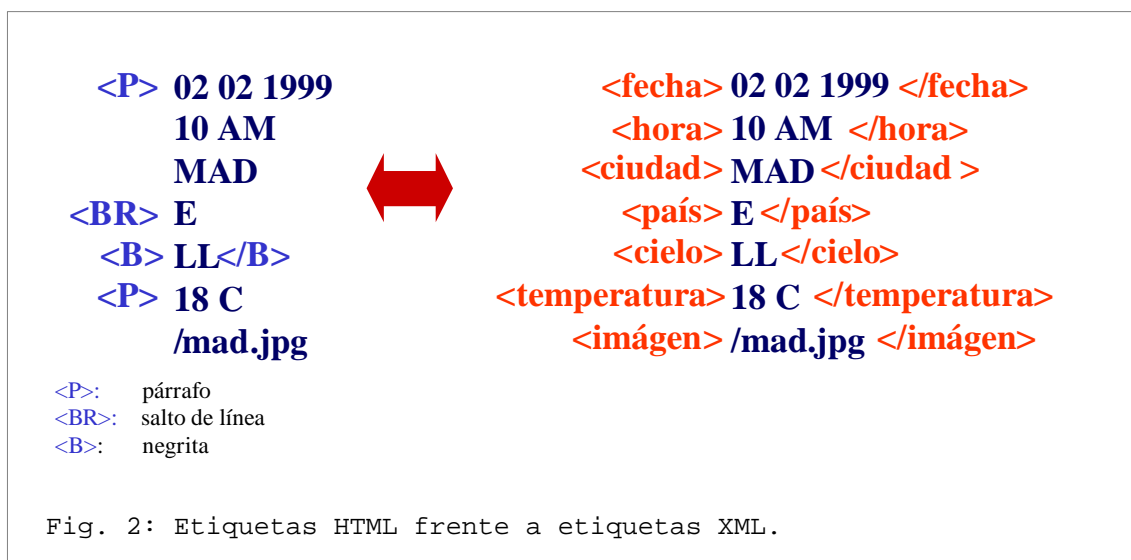 <P> 02 02 1999
10 AM
MAD
<BR> E
<B> LL</B>
<P> 18 C
/mad.jpg
<fecha> 02 02 1999 </fecha>
<hora> 10 AM </hora>
<ciudad> MAD </ciudad >
<país> E </país>
<cielo> LL </cielo>
<temperatura> 18 C </temperatura>
<imágen> /mad.jpg </imágen>
<P>: párrafo
<BR>: salto de línea
<B>: negrita
Fig. 2: Etiquetas HTML frente a etiquetas XML.